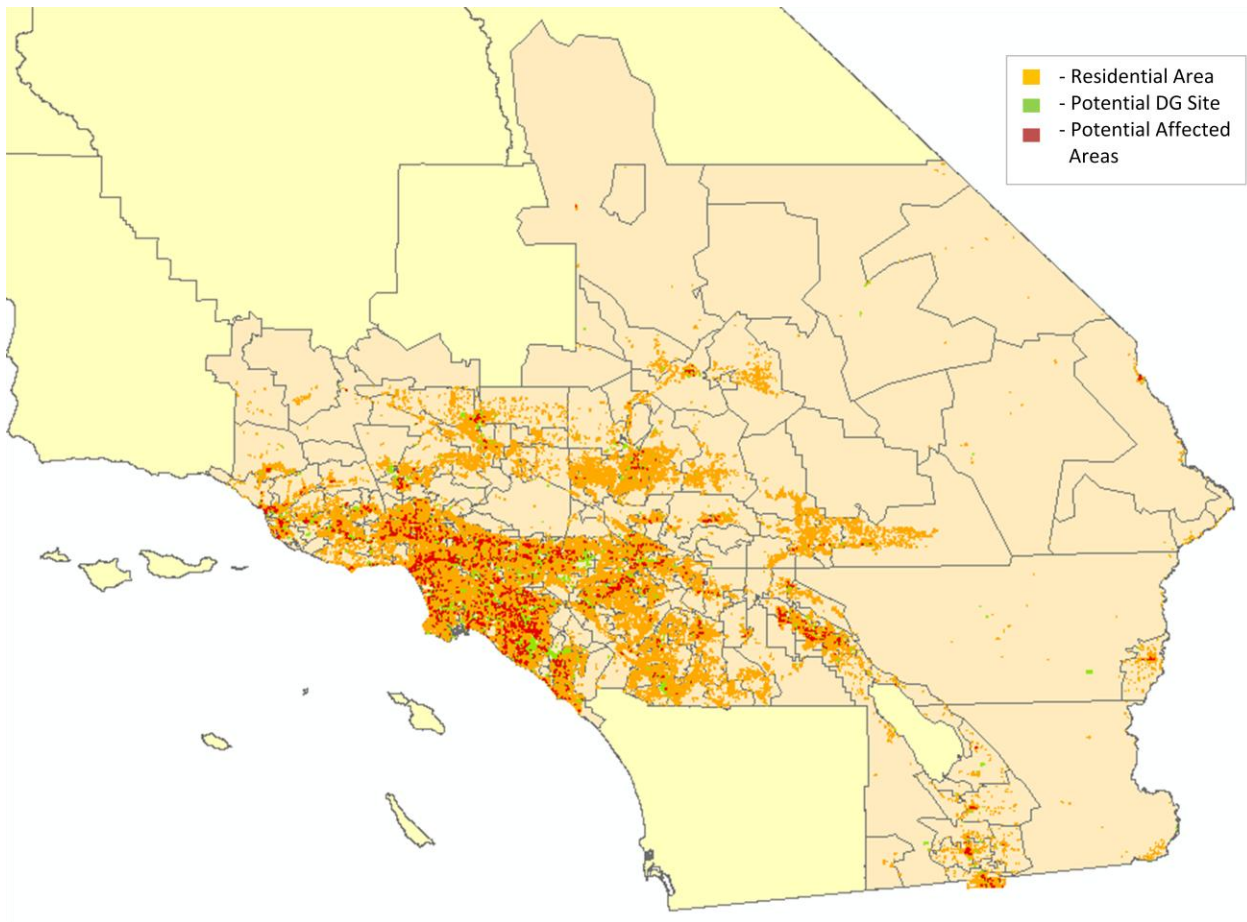 - Residential Area
- Potential DG Site
- Potential Affected
Areas